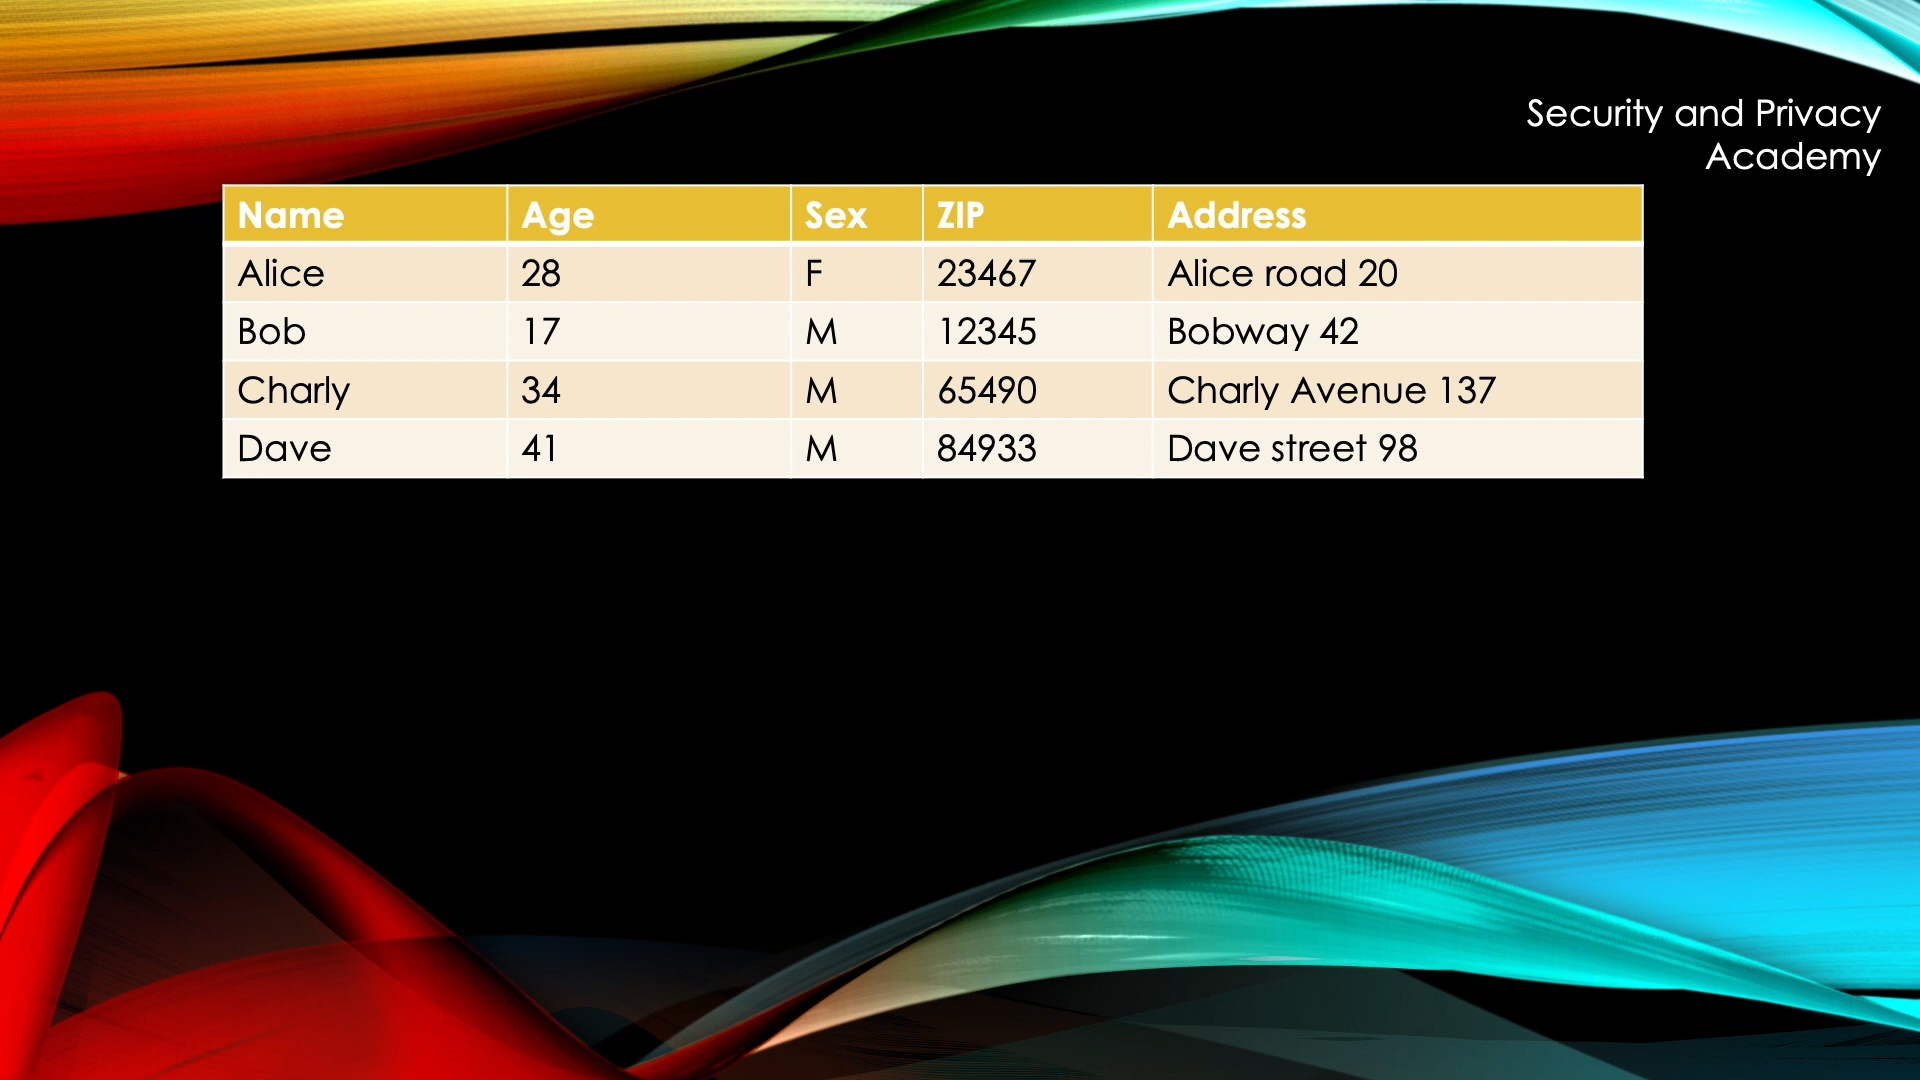 Security and Privacy
Academy
Name Age Sex ZIP Address
Alice 28 F 23467 Alice road 20
Bob 17 M 12345 Bobway 42
Charly 34 M 65490 Charly Avenue 137
Dave 41 M 84933 Dave street 98